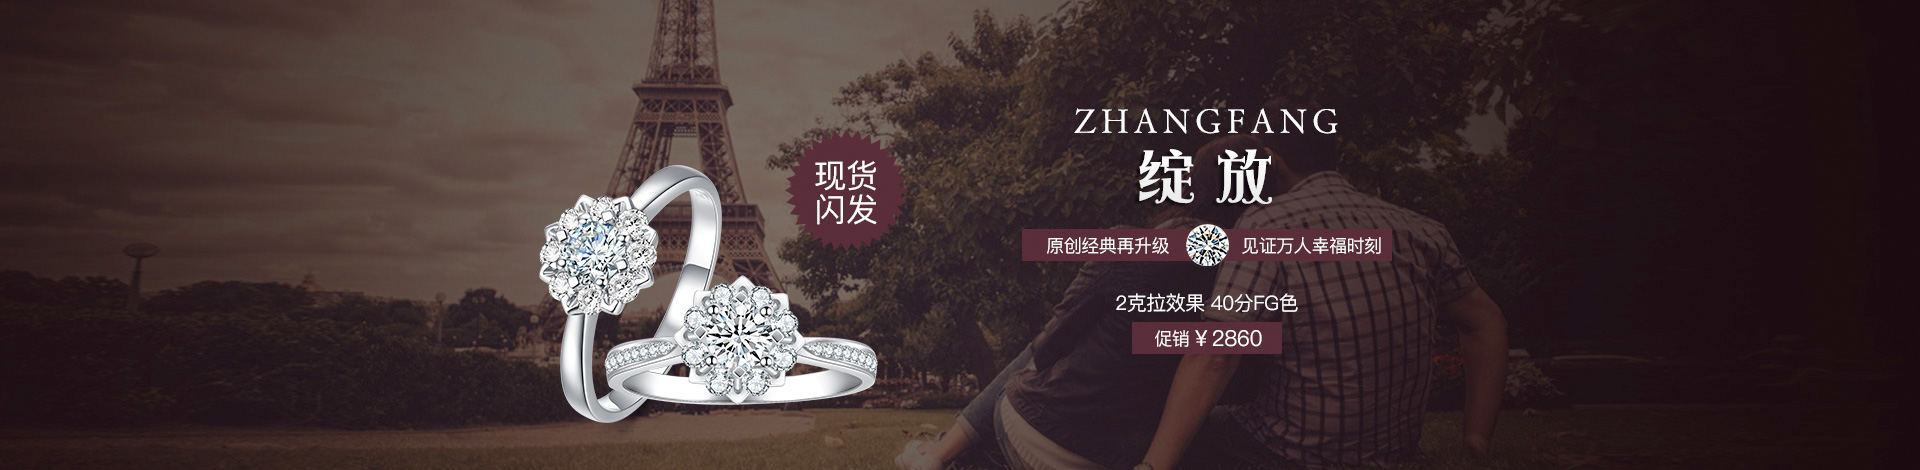 现货
闪发
ZHANGFANG
绽放
原创经典再升级 见证万人幸福时刻
2克拉效果 40分FG色
促销 ¥ 2860